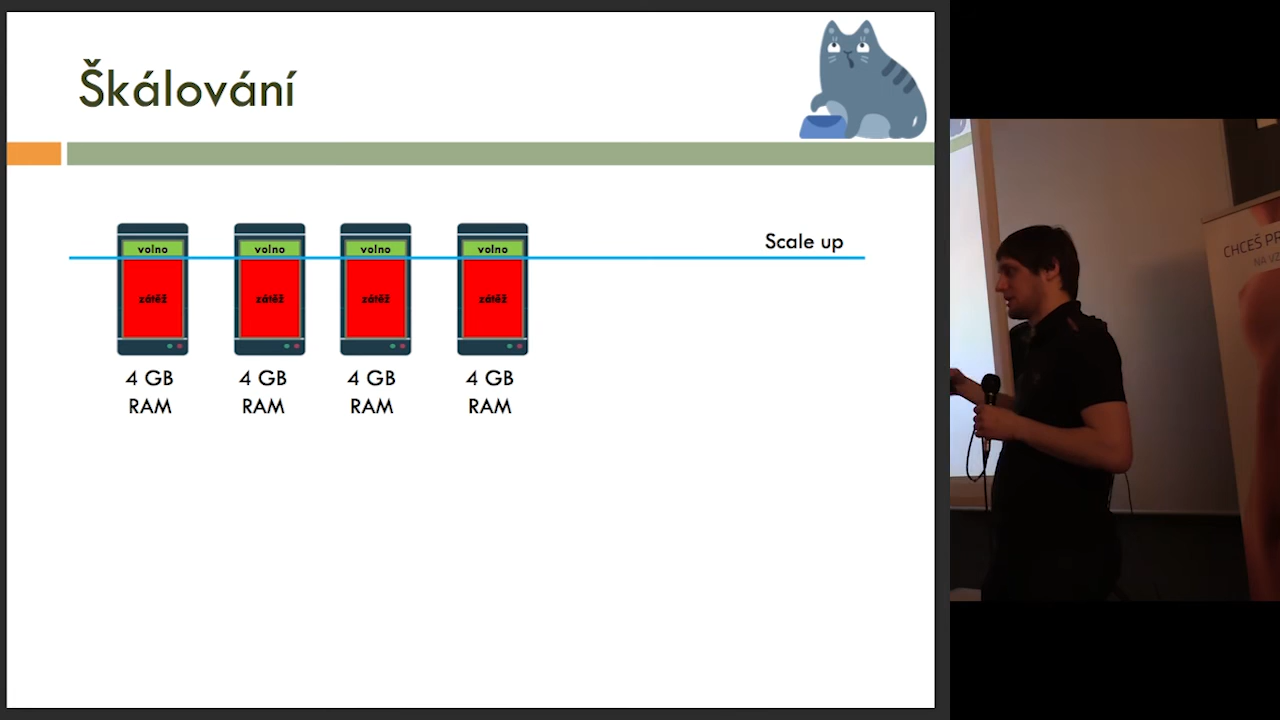 Škálování
Scale up
volno volno volno volno
zátěž zátěž zátěž zátěž
4 GB 4 GB 4 GB 4 GB
RAM RAM RAM RAM
CHCEŠ